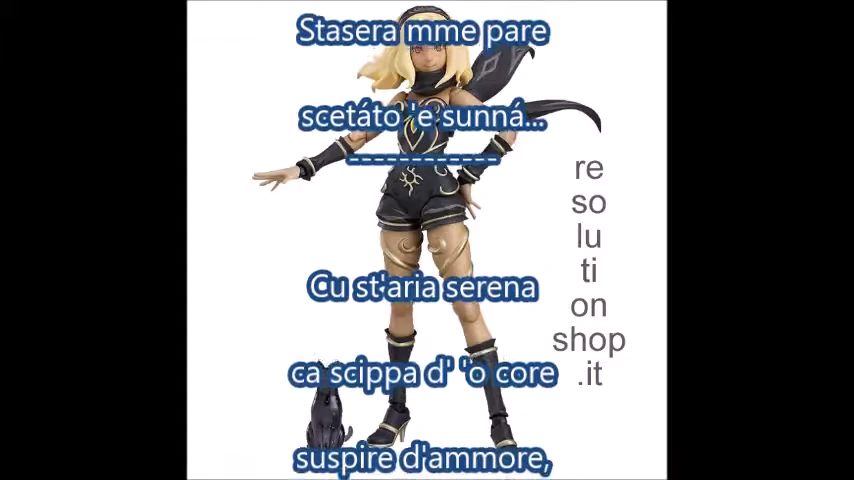 Stasera mme pare
scetáto 'e sunná...
------------
Cu st'aria serena
ca scippa d' 'o core
suspire d'ammore,
re
so
lu
ti
on
shop
.it